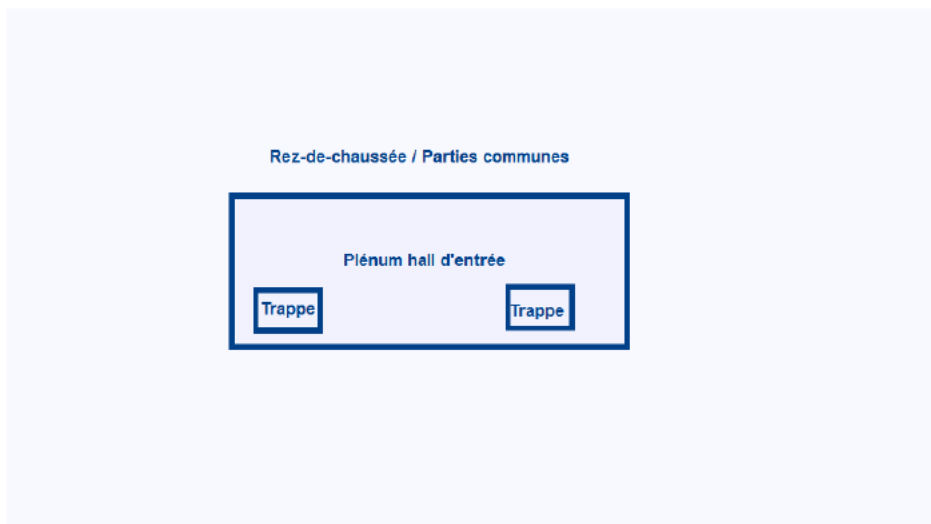 Rez-de-chaussée / Parties communes
Plénum hall d'entrée
Trappe
Trappe